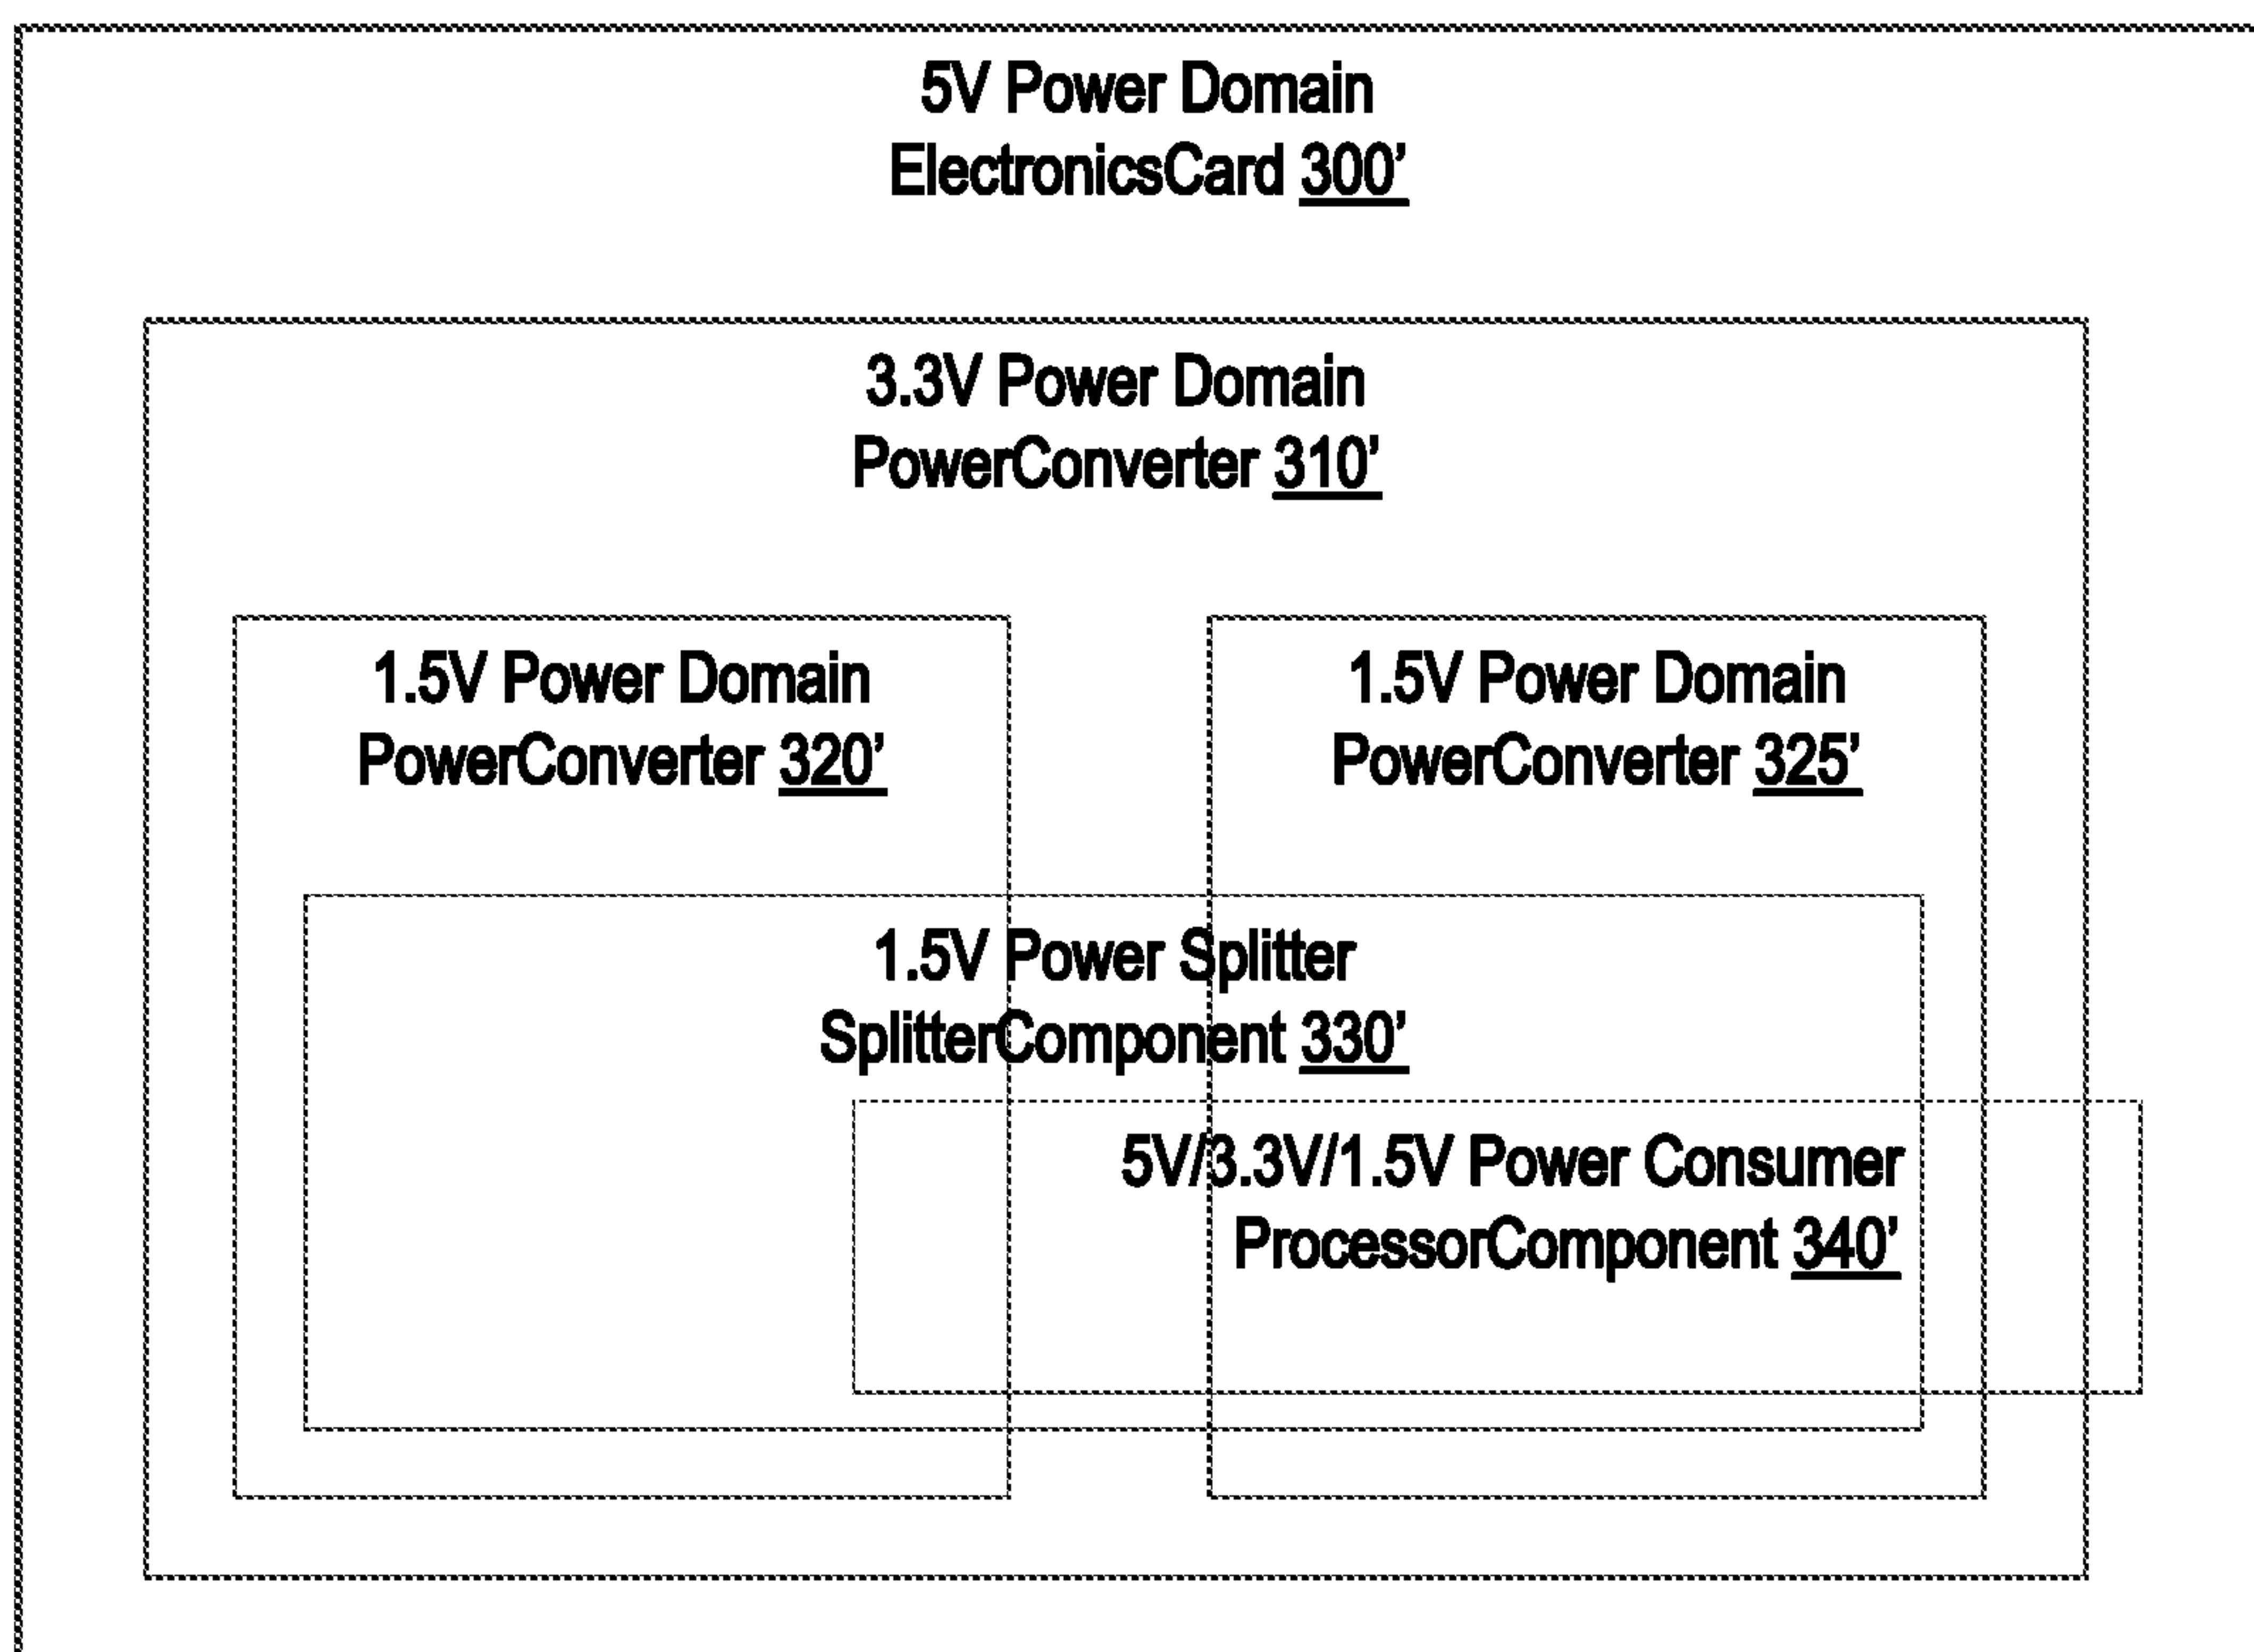 5V Power Domain
ElectronicsCard 300’
3.3V Power Domain
PowerConverter 310’
1.5V Power Domain
PowerConverter 320’
1.5V Power Domain
PowerConverter 325’
1.5V Power Splitter
SplitterComponent 330’
5V/3.3V/1.5V Power Consumer
ProcessorComponent 340’